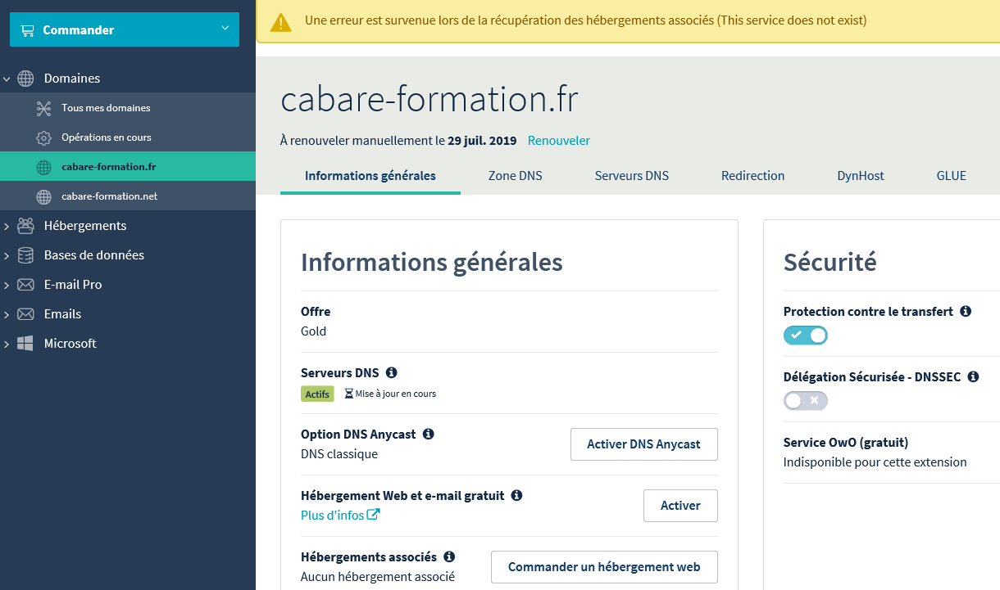 Commander
Domaines
Tous mes domaines
Opérations en cours
cabare-formation.fr
cabare-formation.net
Hébergements
Bases de données
E-mail Pro
Emails
Microsoft
Une erreur est survenue lors de la récupération des hébergements associés (This service does not exist)
cabare-formation.fr
À renouveler manuellement le 29 juil. 2019 Renouveler
Informations générales Zone DNS Serveurs DNS Redirection DynHost GLUE
Informations générales
Offre
Gold
Serveurs DNS
Actifs Mise à jour en cours
Option DNS Anycast
DNS classique
Activer DNS Anycast
Hébergement Web et e-mail gratuit
Plus d'infos
Activer
Hébergements associés
Aucun hébergement associé
Commander un hébergement web
Sécurité
Protection contre le transfert
Délégation Sécurisée - DNSSEC
Service OwO (gratuit)
Indisponible pour cette extension